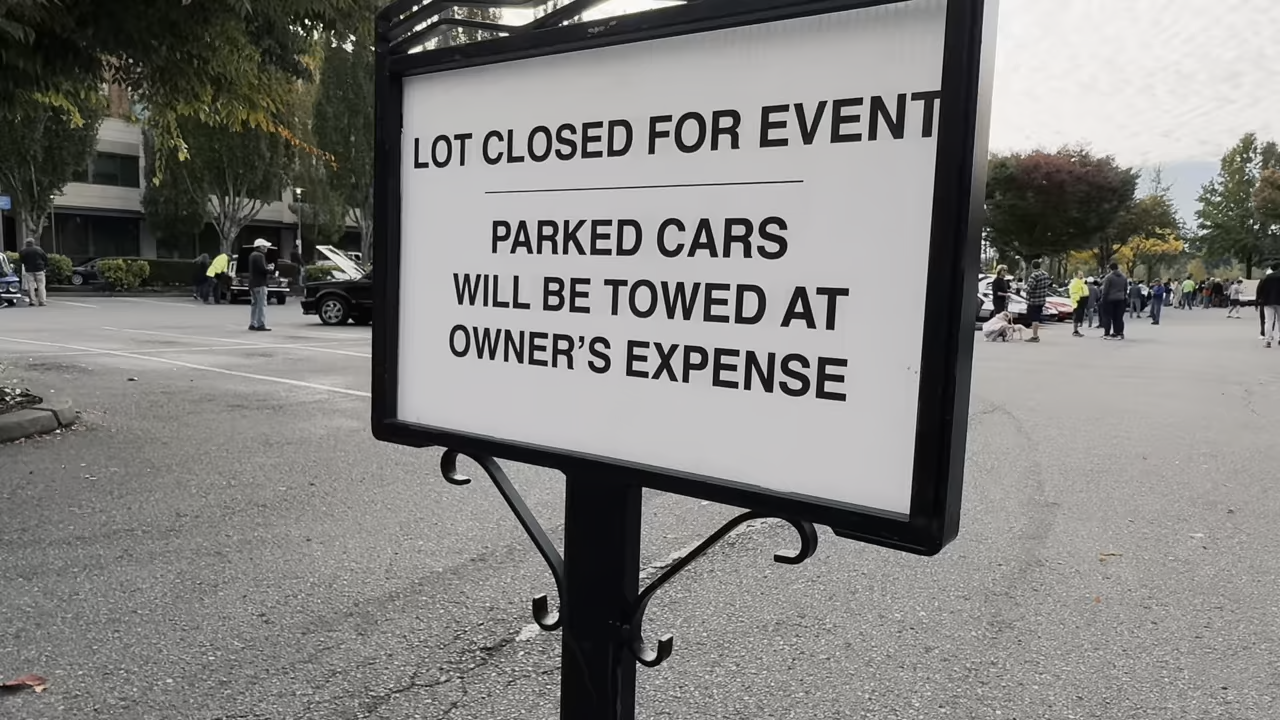 LOT CLOSED FOR EVENT
PARKED CARS
WILL BE TOWED AT
OWNER'S EXPENSE